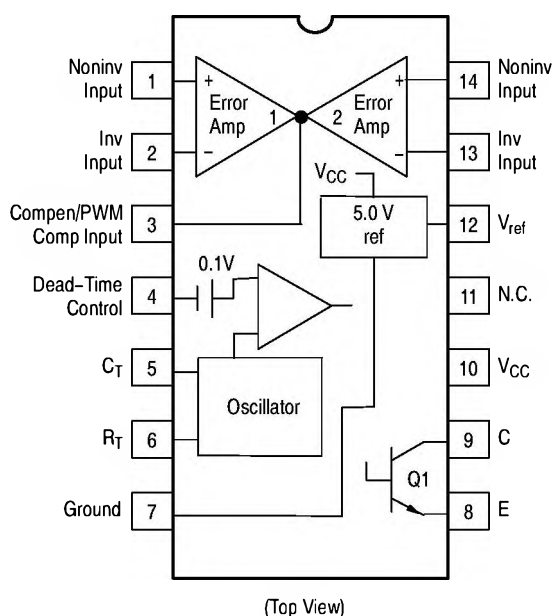 Noninv
Input
1
+
Error
Amp
1
2
+
Error
Amp
14
Noninv
Input
Inv
Input
2
−
−
13
Inv
Input
VCC
Compen/PWM
Comp Input
3
5.0 V
ref
12
Vref
0.1V
Dead−Time
Control
4
11
N.C.
CT
5
10
VCC
Oscillator
RT
6
9
C
Q1
Ground
7
8
E
(Top View)